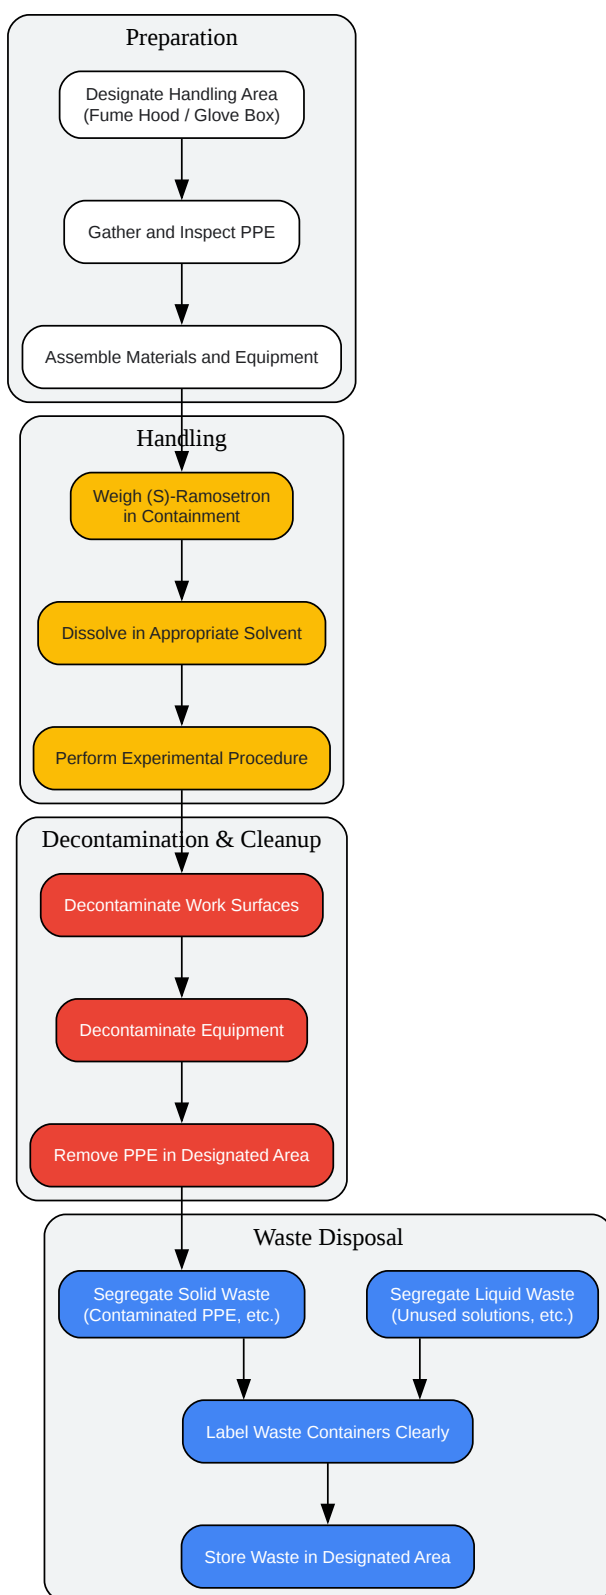 Preparation
Designate Handling Area
(Fume Hood / Glove Box)
Gather and Inspect PPE
Assemble Materials and Equipment
Handling
Weigh (S)-Ramosetron
in Containment
Dissolve in Appropriate Solvent
Perform Experimental Procedure
Decontamination & Cleanup
Decontaminate Work Surfaces
Decontaminate Equipment
Remove PPE in Designated Area
Waste Disposal
Segregate Solid Waste
(Contaminated PPE, etc.)
Segregate Liquid Waste
(Unused solutions, etc.)
Label Waste Containers Clearly
Store Waste in Designated Area